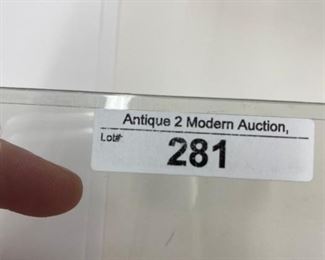 Antique 2 Modern Auction,
Lot#
281